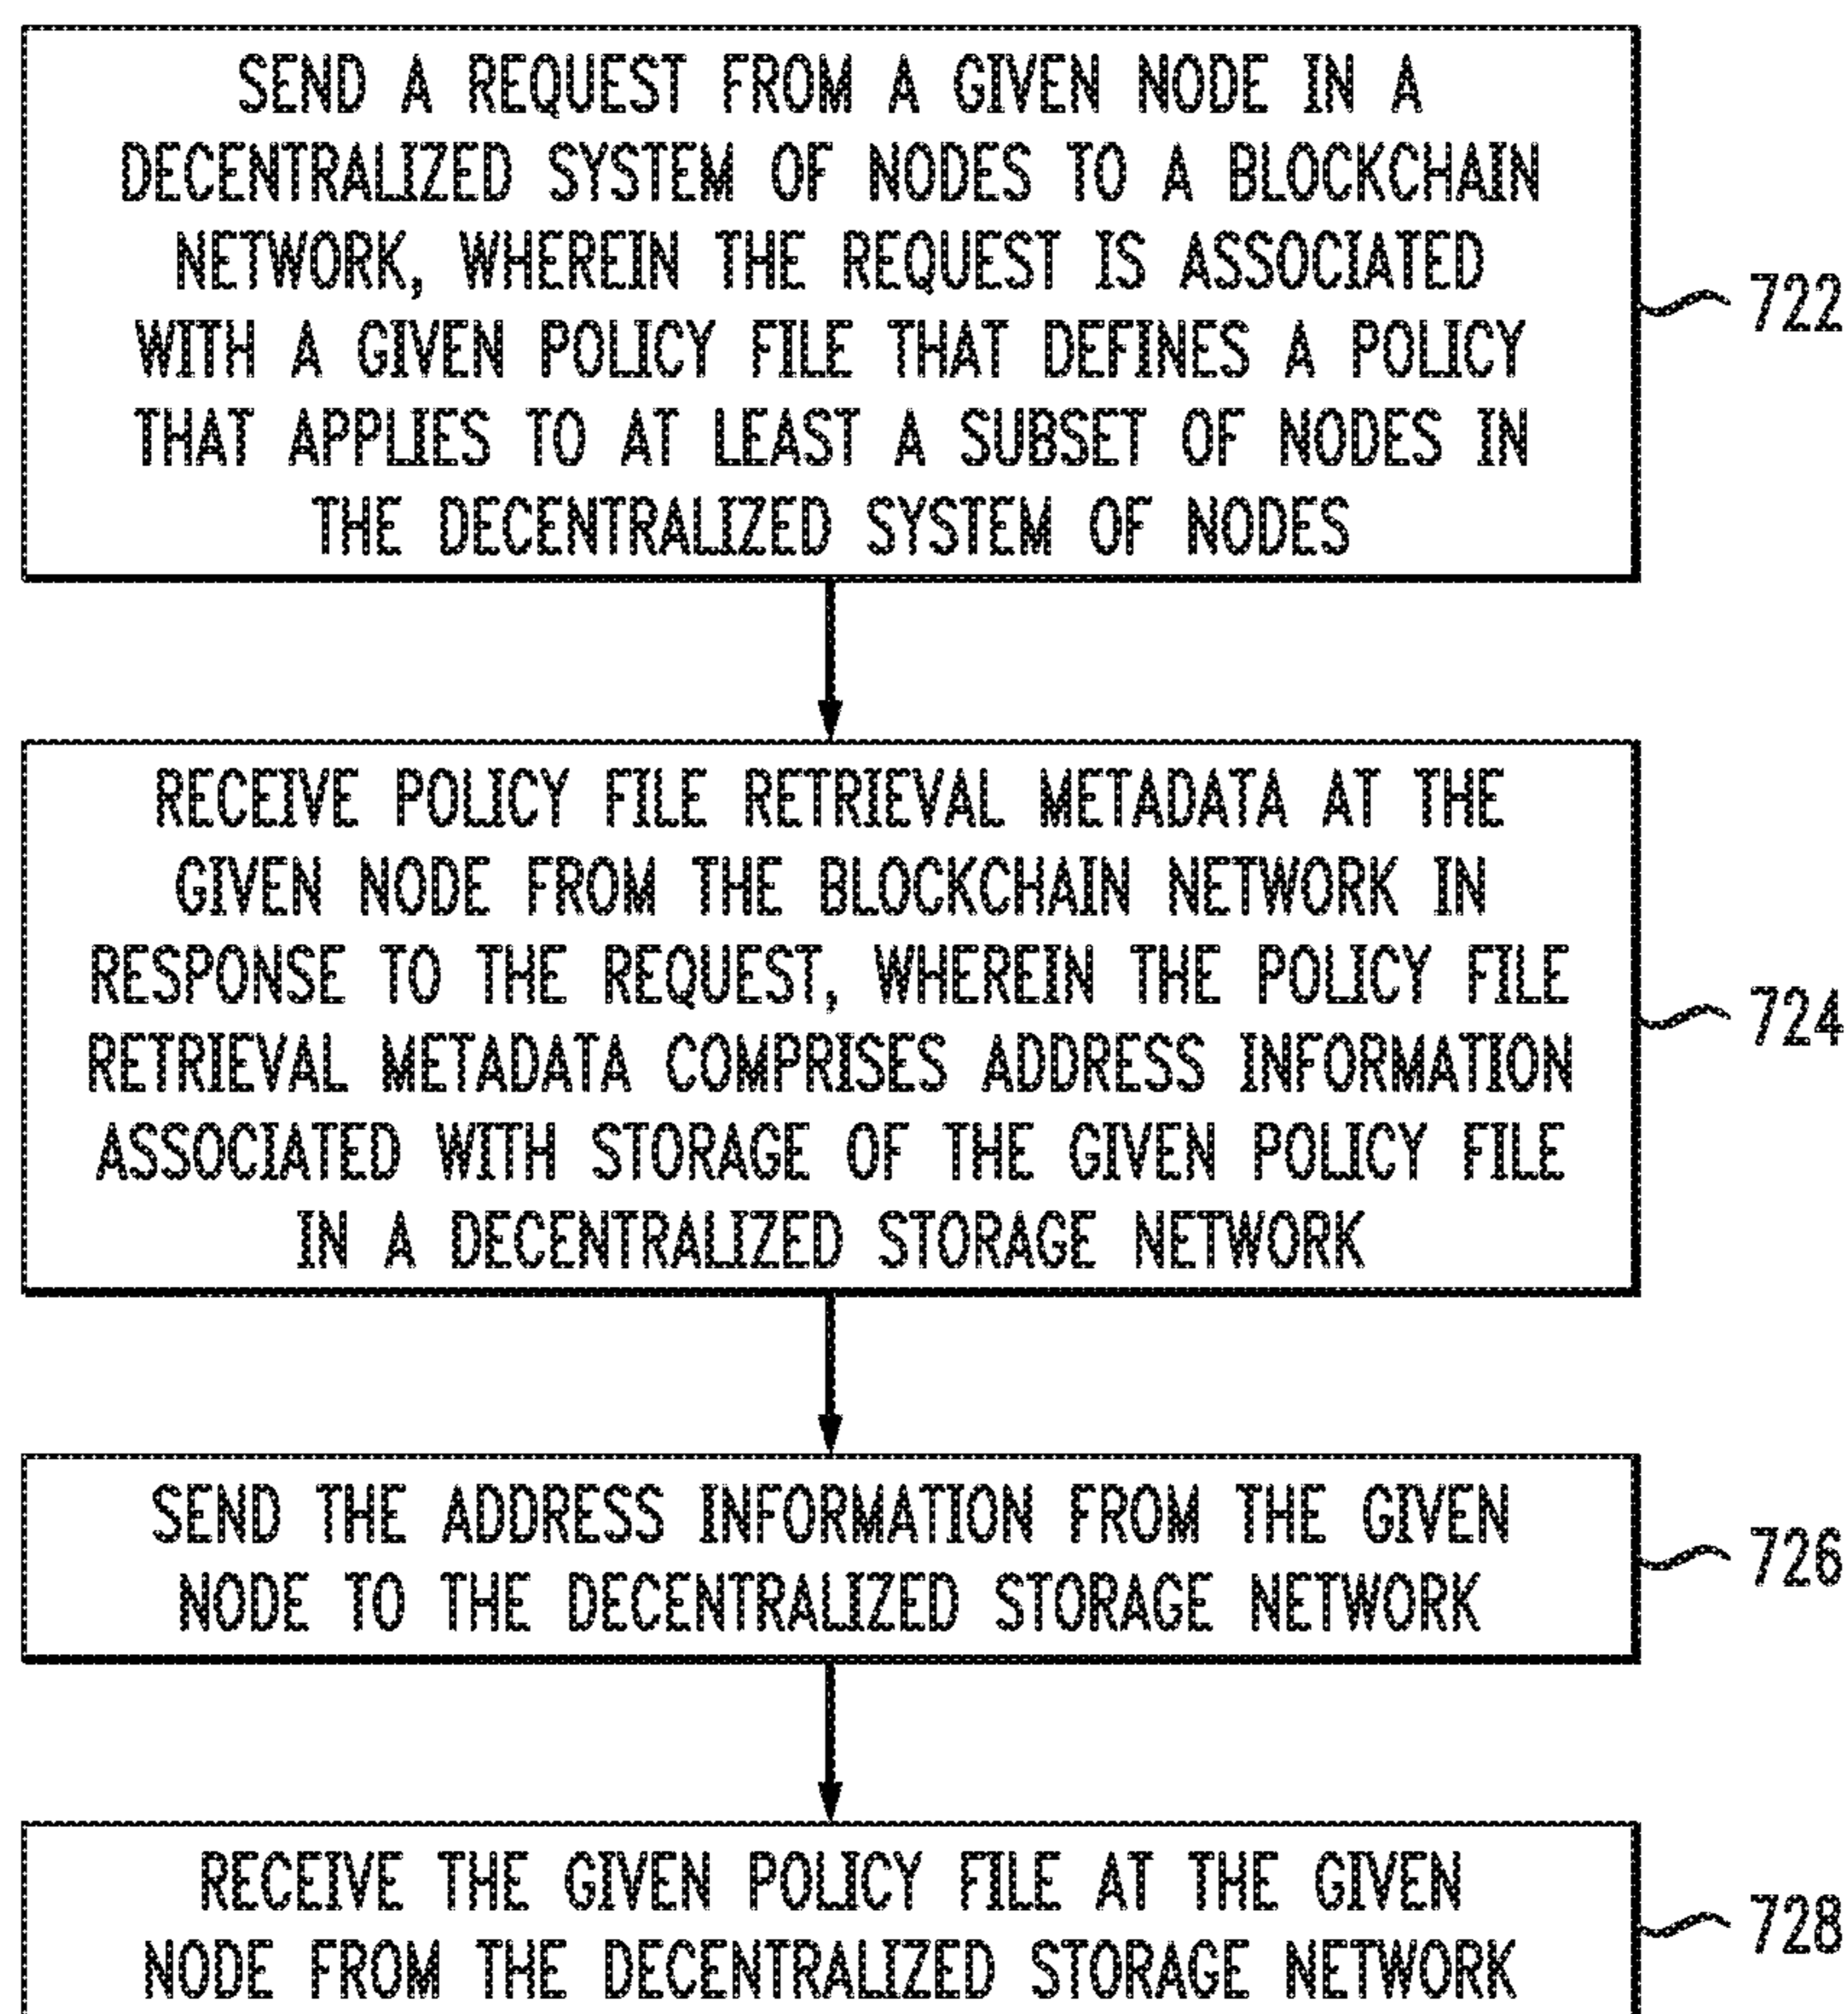 SEND A REQUEST FROM A GIVEN NODE IN A
DECENTRALIZED SYSTEM OF NODES TO A BLOCKCHAIN
NETWORK, WHEREIN THE REQUEST IS ASSOCIATED
WITH A GIVEN POLICY FILE THAT DEFINES A POLICY
THAT APPLIES TO AT LEAST A SUBSET OF NODES IN
THE DECENTRALIZED SYSTEM OF NODES
722
RECEIVE POLICY FILE RETRIEVAL METADATA AT THE
GIVEN NODE FROM THE BLOCKCHAIN NETWORK IN
RESPONSE TO THE REQUEST, WHEREIN THE POLICY FILE
RETRIEVAL METADATA COMPRISES ADDRESS INFORMATION
ASSOCIATED WITH STORAGE OF THE GIVEN POLICY FILE
IN A DECENTRALIZED STORAGE NETWORK
724
SEND THE ADDRESS INFORMATION FROM THE GIVEN
NODE TO THE DECENTRALIZED STORAGE NETWORK
726
RECEIVE THE GIVEN POLICY FILE AT THE GIVEN
NODE FROM THE DECENTRALIZED STORAGE NETWORK
728